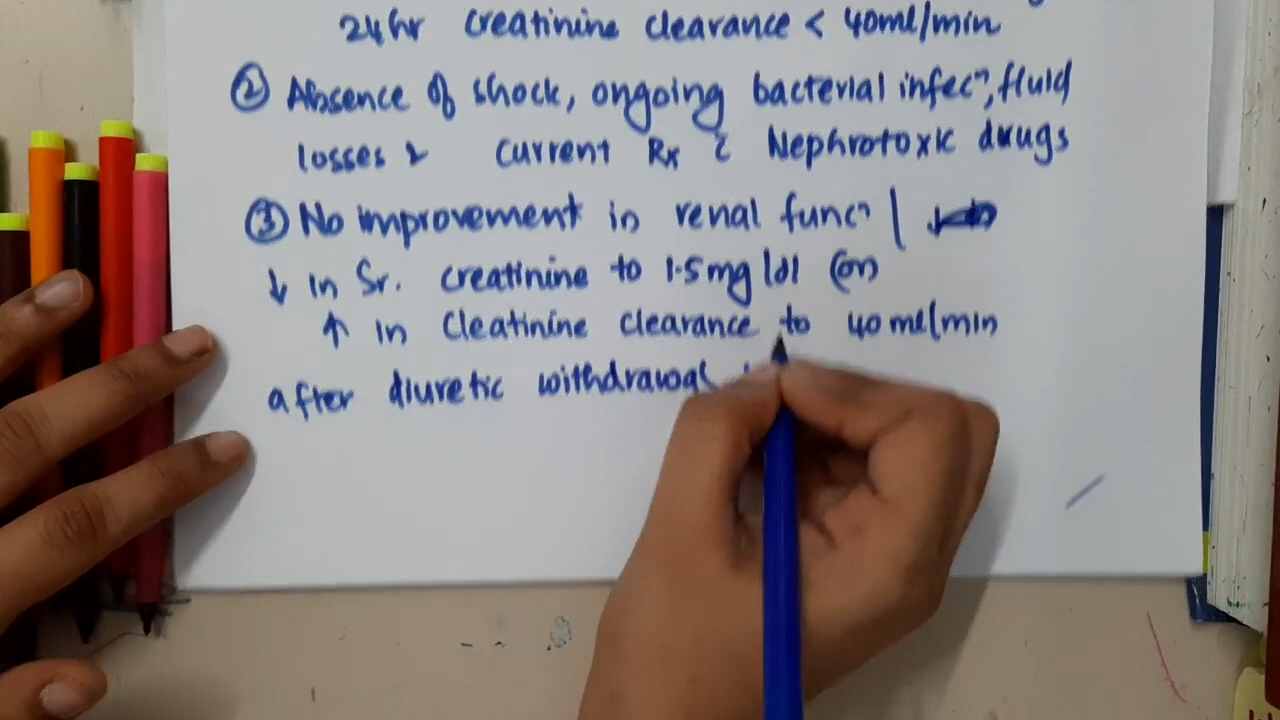 24hr creatinine clearance < 40ml/min
② Absence of shock, ongoing bacterial infecⁿ, fluid
losses & current Rx c̄ Nephrotoxic drugs
③ No improvement in renal funcⁿ |
↓ in Sr. creatinine to 1.5mg/dl (or)
↑ in cleatinine clearance to 40ml/min
after diuretic withdrawal